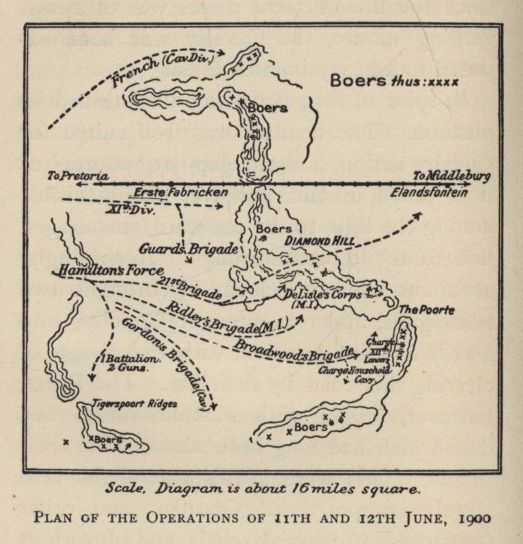 French (Cav. Div.)
Boers thus: xxxx
Boers
To Pretoria
To Middleburg
Erste Fabricken
Elandsfontein
XIth Div.
Boers
DIAMOND HILL
Guards Brigade
Hamilton's Force
21st Brigade
DeLisle's Corps
(M.I.)
Ridley's Brigade (M.I.)
The Poorte
Gordon's Brigade (Cav)
Broadwood's Brigade
Charge
XII
Lancers
Charge Household
Cavy.
1 Battalion.
2 Guns.
Tigerspoort Ridges
Boers
Boers
Scale, Diagram is about 16 miles square.
PLAN OF THE OPERATIONS OF 11TH AND 12TH JUNE, 1900